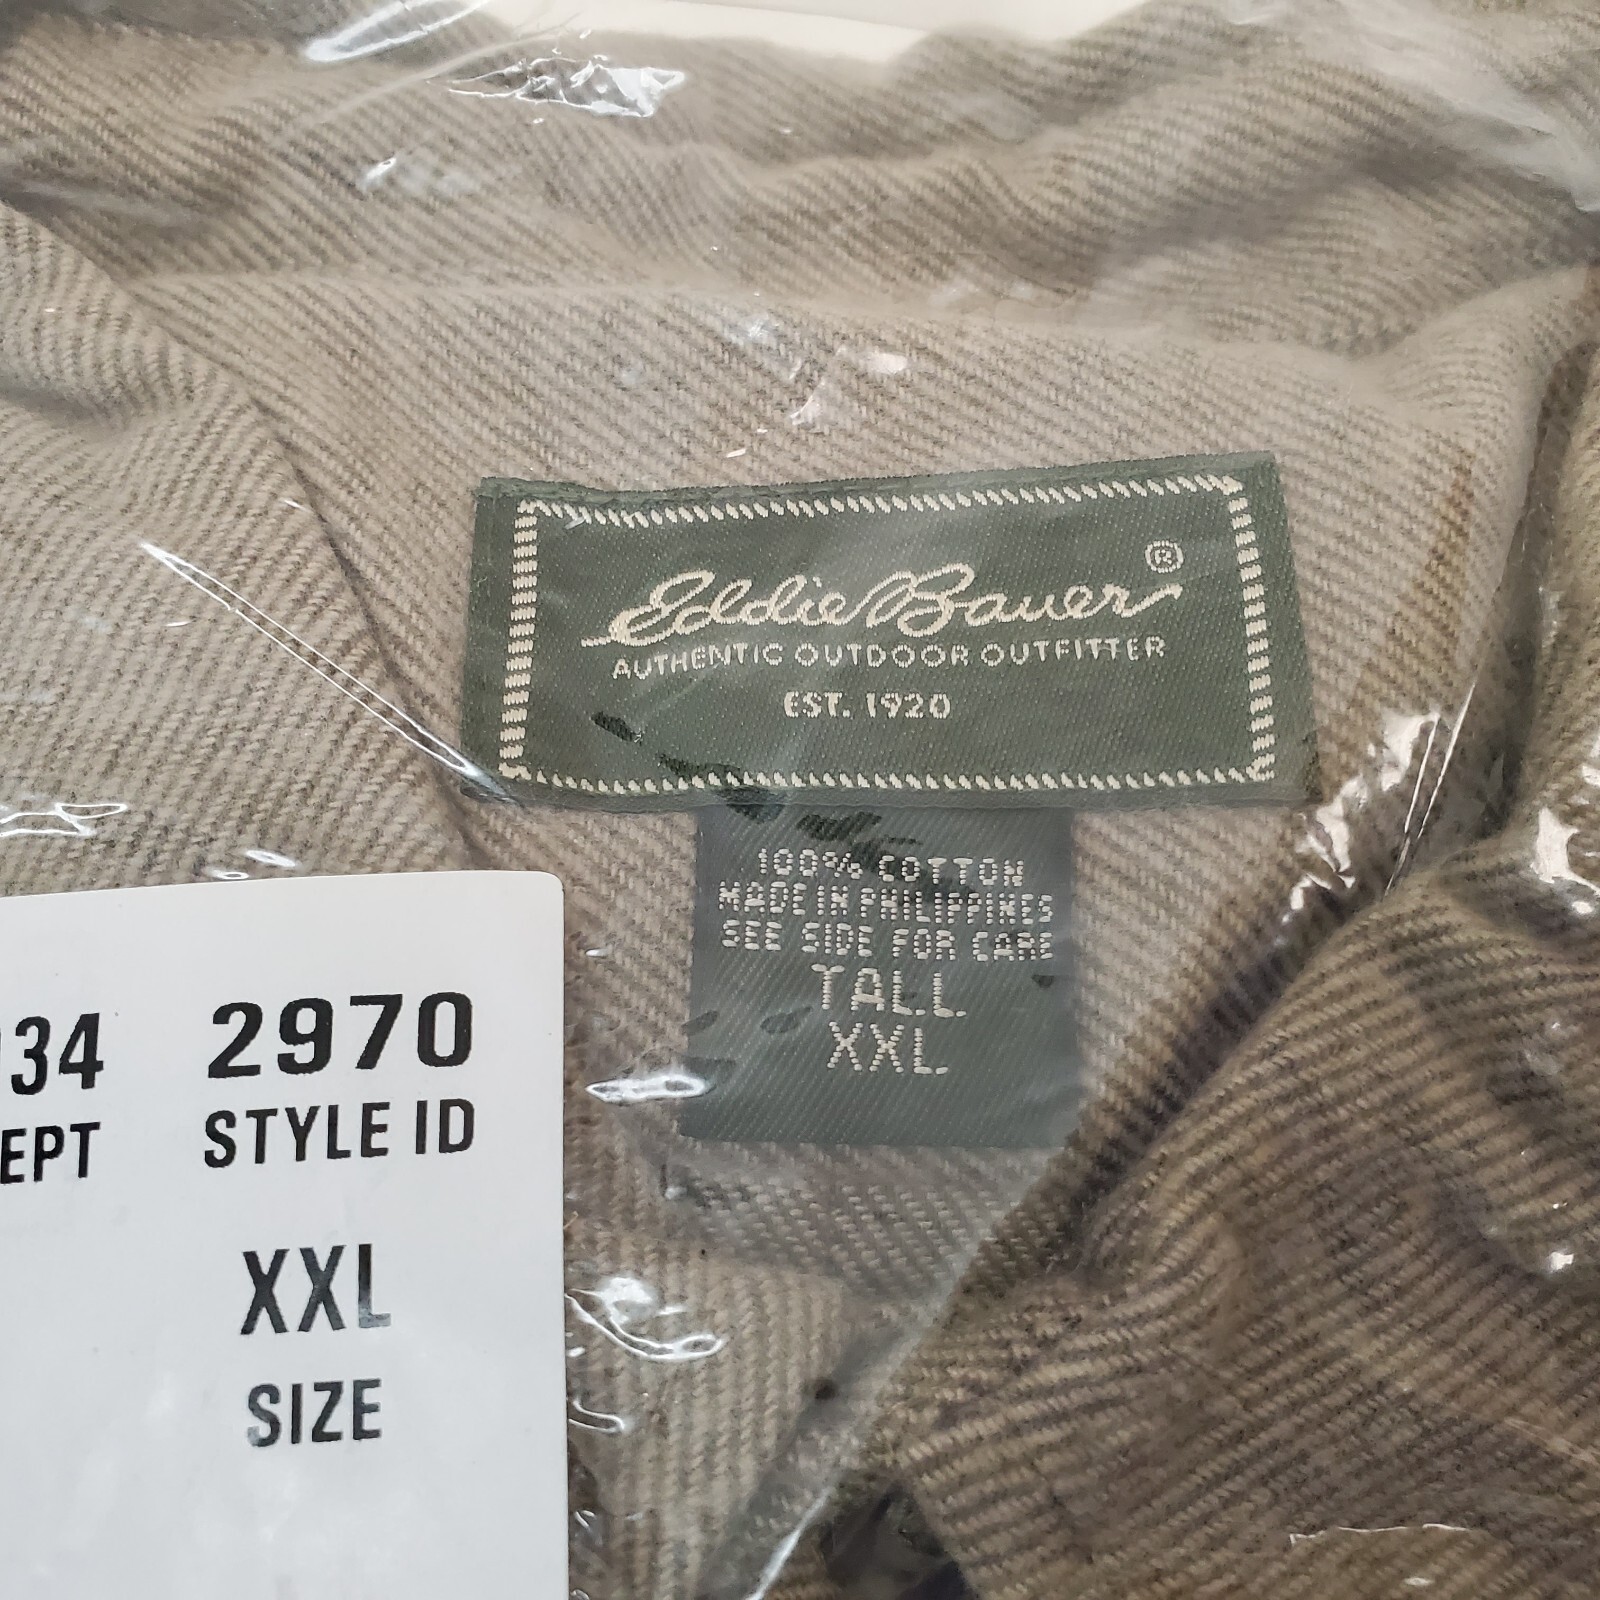 Eddie Bauer®
AUTHENTIC OUTDOOR OUTFITTER
EST. 1920
100% COTTON
MADE IN PHILIPPINES
SEE SIDE FOR CARE
TALL
XXL
34 2970
EPT STYLE ID
XXL
SIZE